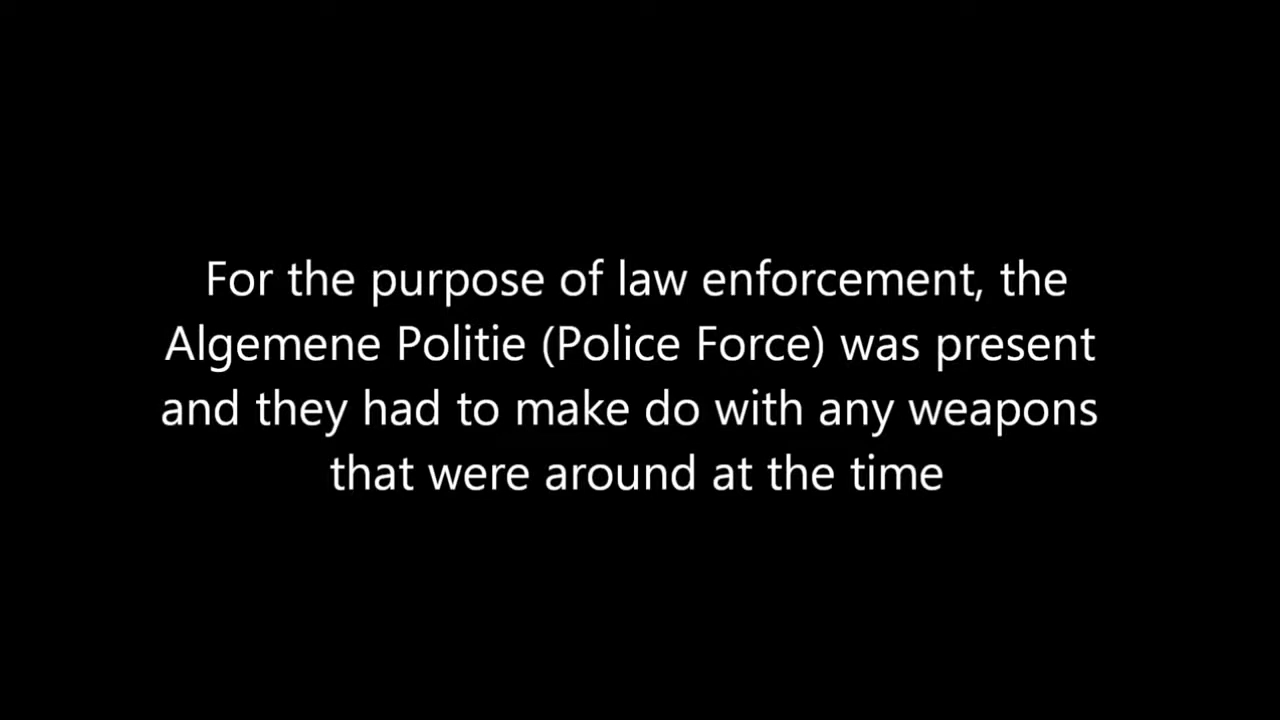 For the purpose of law enforcement, the
Algemene Politie (Police Force) was present
and they had to make do with any weapons
that were around at the time